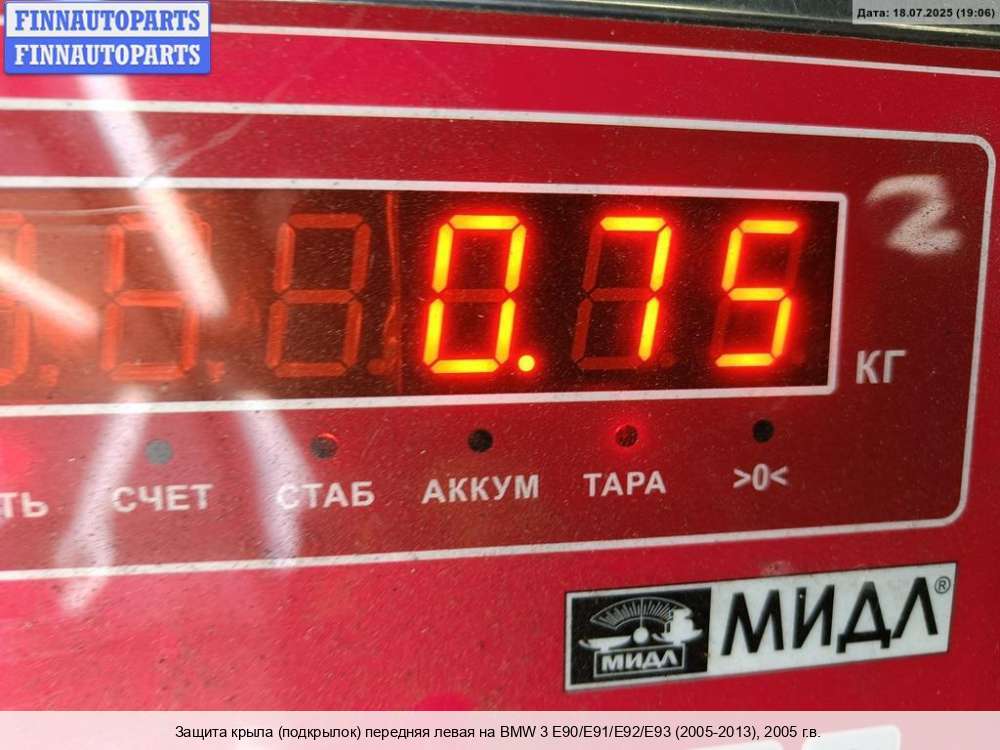 FINNAUTOPARTS
FINNAUTOPARTS
Дата: 18.07.2025 (19:06)
2
0.75
КГ
СЧЕТ
СТАБ
АККУМ
ТАРА
>0<
МИДЛ
МИДЛ®
Защита крыла (подкрылок) передняя левая на BMW 3 E90/E91/E92/E93 (2005-2013), 2005 г.в.